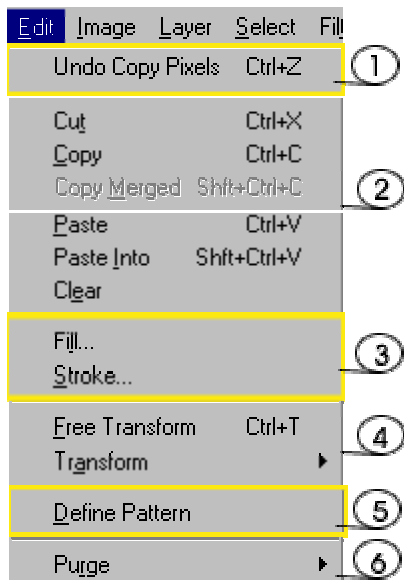 Edit Image Layer Select Fil
Undo Copy Pixels Ctrl+Z 1
Cut Ctrl+X
Copy Ctrl+C
Copy Merged Shft+Ctrl+C 2
Paste Ctrl+V
Paste Into Shft+Ctrl+V
Clear
Fill...
Stroke... 3
Free Transform Ctrl+T 4
Transform
Define Pattern 5
Purge 6